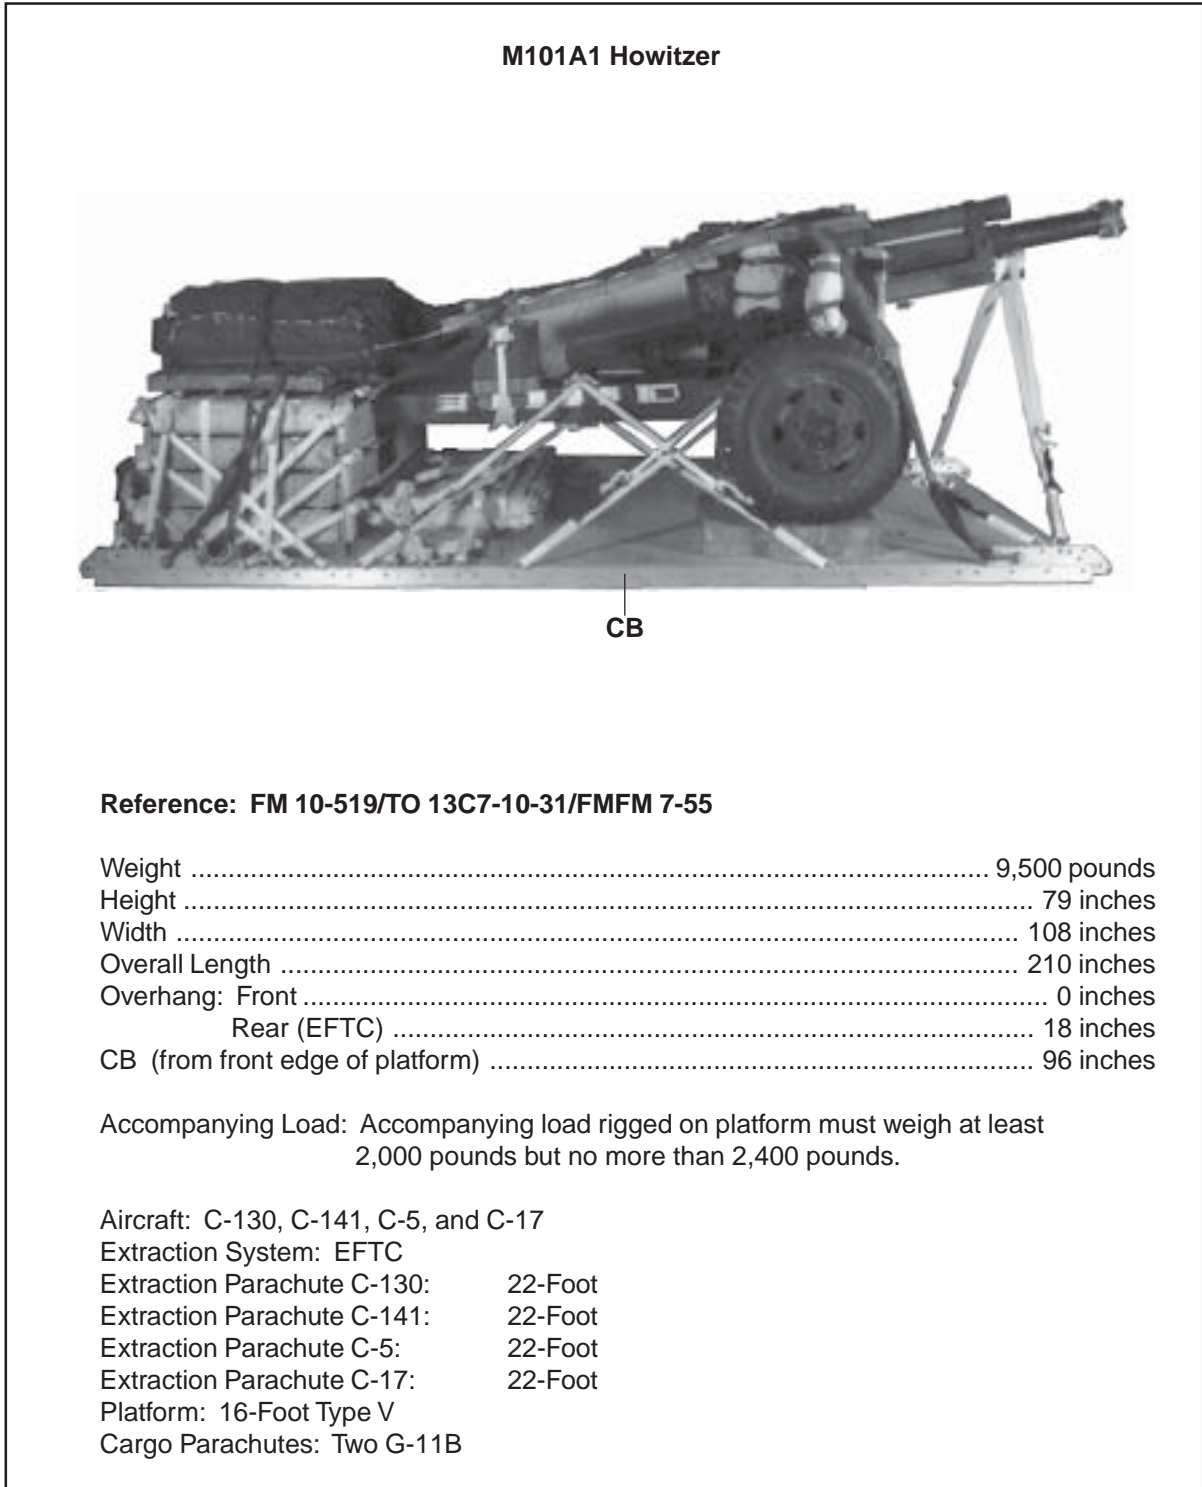 M101A1 Howitzer
CB
Reference: FM 10-519/TO 13C7-10-31/FMFM 7-55
Weight ........................................................................................................... 9,500 pounds
Height .................................................................................................................. 79 inches
Width ................................................................................................................. 108 inches
Overall Length ................................................................................................... 210 inches
Overhang: Front .................................................................................................... 0 inches
Rear (EFTC) ...................................................................................... 18 inches
CB (from front edge of platform) ......................................................................... 96 inches
Accompanying Load: Accompanying load rigged on platform must weigh at least
2,000 pounds but no more than 2,400 pounds.
Aircraft: C-130, C-141, C-5, and C-17
Extraction System: EFTC
Extraction Parachute C-130: 22-Foot
Extraction Parachute C-141: 22-Foot
Extraction Parachute C-5: 22-Foot
Extraction Parachute C-17: 22-Foot
Platform: 16-Foot Type V
Cargo Parachutes: Two G-11B